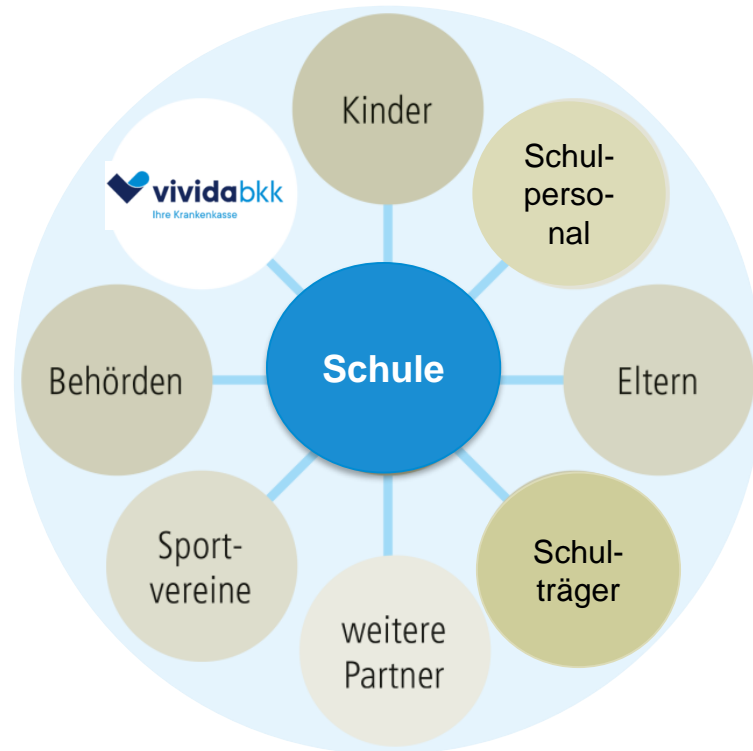 Kinder
Schul-
perso-
nal
Eltern
Schul-
träger
weitere
Partner
Sport-
vereine
Behörden
vividabkk
Ihre Krankenkasse
Schule